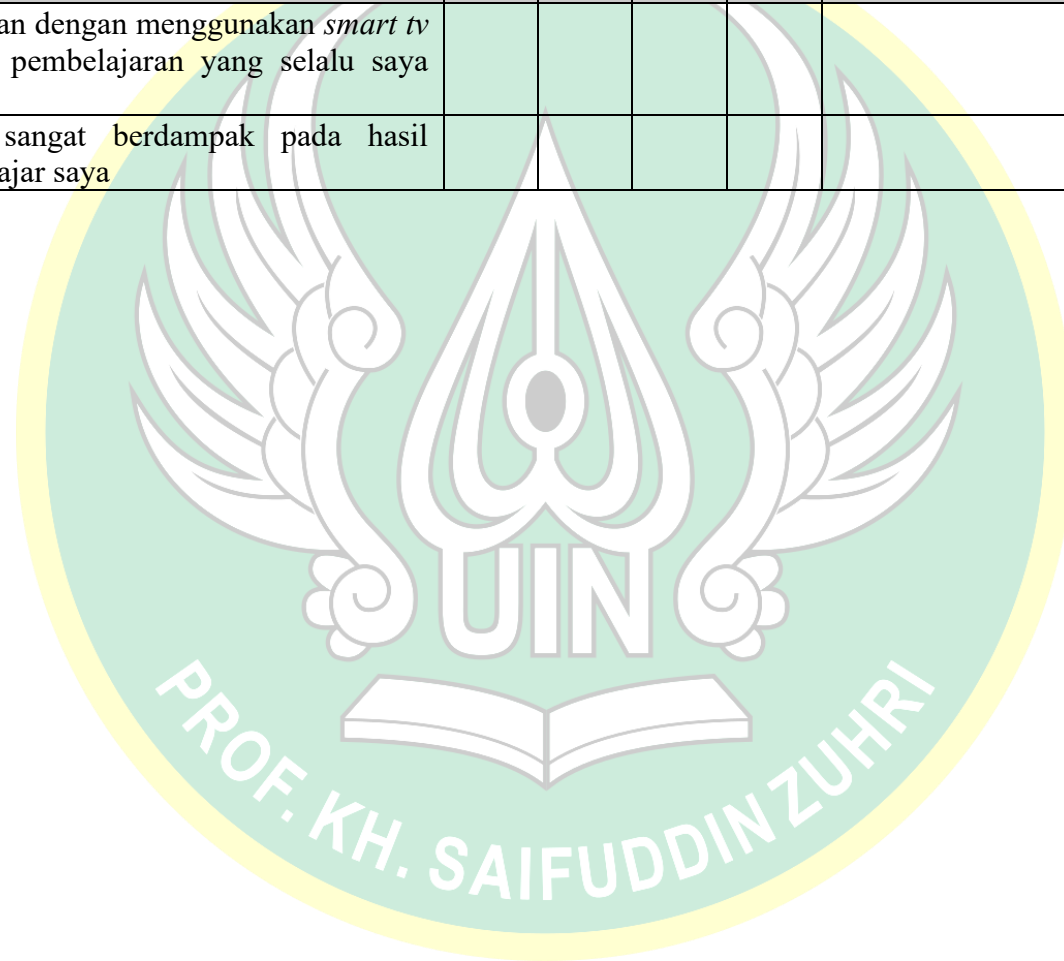 an dengan menggunakan smart tv
pembelajaran yang selalu saya
sangat berdampak pada hasil
ajar saya
UIN
PROF. KH. SAIFUDDIN ZUHRI